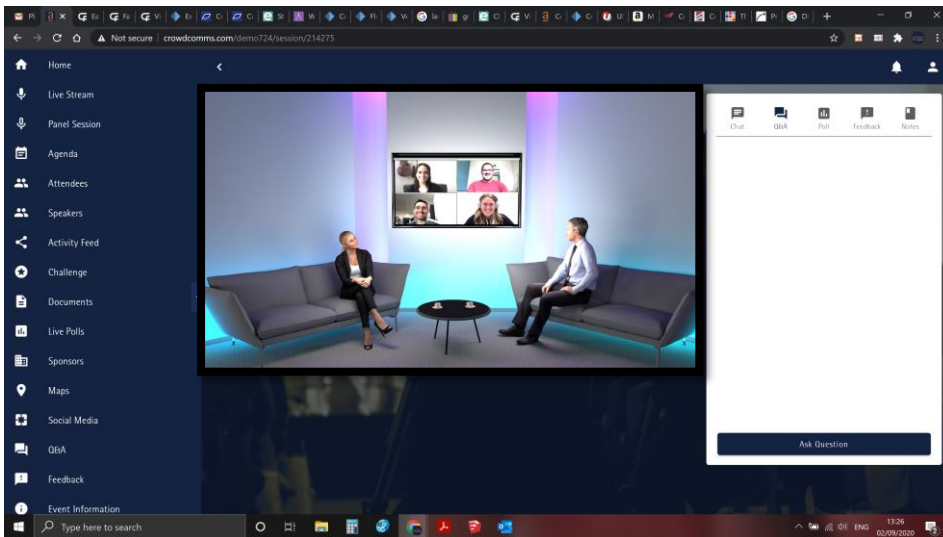 Not secure | crowdcomms.com/demo724/session/214275
Home
Live Stream
Panel Session
Agenda
Attendees
Speakers
Activity Feed
Challenge
Documents
Live Polls
Sponsors
Maps
Social Media
Q&A
Feedback
Event Information
Chat
Q&A
Poll
Feedback
Notes
Ask Question
Type here to search
ENG
13:26
02/09/2020